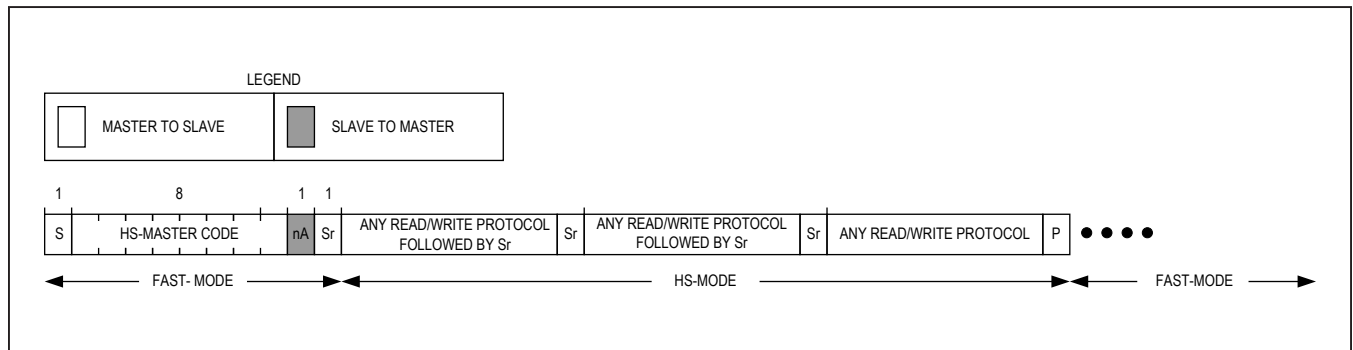 LEGEND
MASTER TO SLAVE
SLAVE TO MASTER
1 8 1 1
S HS-MASTER CODE nA Sr ANY READ/WRITE PROTOCOL FOLLOWED BY Sr Sr ANY READ/WRITE PROTOCOL FOLLOWED BY Sr Sr ANY READ/WRITE PROTOCOL P
FAST- MODE HS-MODE FAST-MODE